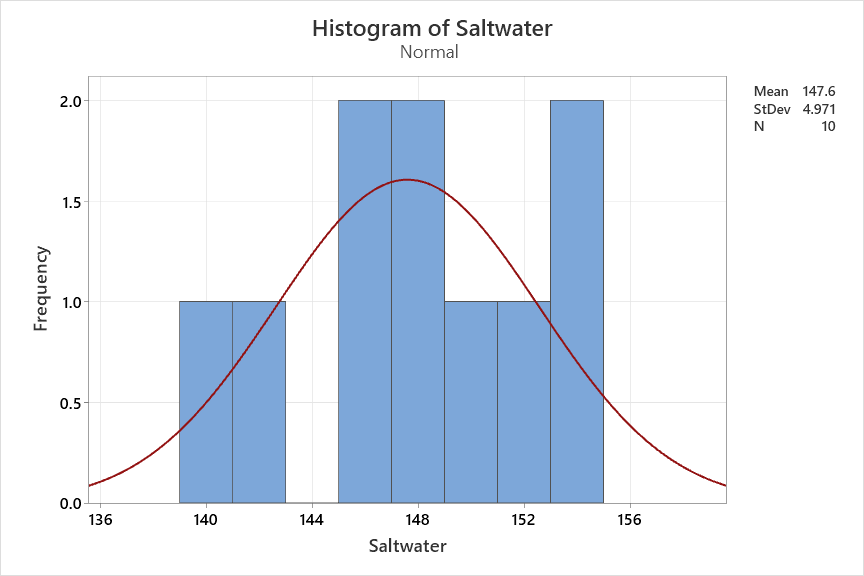 Histogram of Saltwater
Normal
Mean 147.6
StDev 4.971
N 10
2.0
1.5
1.0
0.5
0.0
Frequency
136 140 144 148 152 156
Saltwater